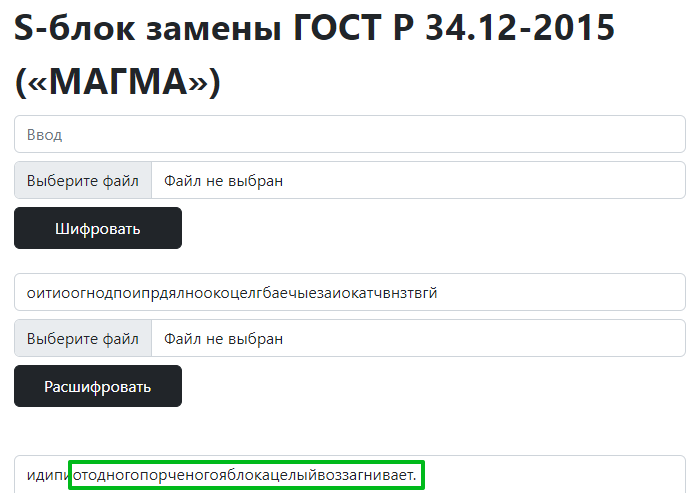 S-блок замены ГОСТ Р 34.12-2015
(«МАГМА»)
Ввод
Выберите файл Файл не выбран
Шифровать
оитиоогнодпоипрдялноокоцелгбаечыезаиокатчвнзтвгй
Выберите файл Файл не выбран
Расшифровать
идипиотодногопорченогояблокацелыйвоззагнивает.